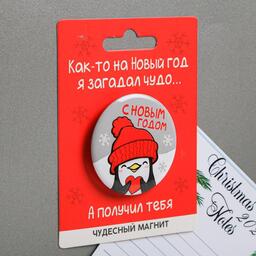 Как-то на Новый год
я загадал чудо...
С НОВЫМ
ГОДОМ
А получил тебя
ЧУДЕСНЫЙ МАГНИТ
Christmas
Notes